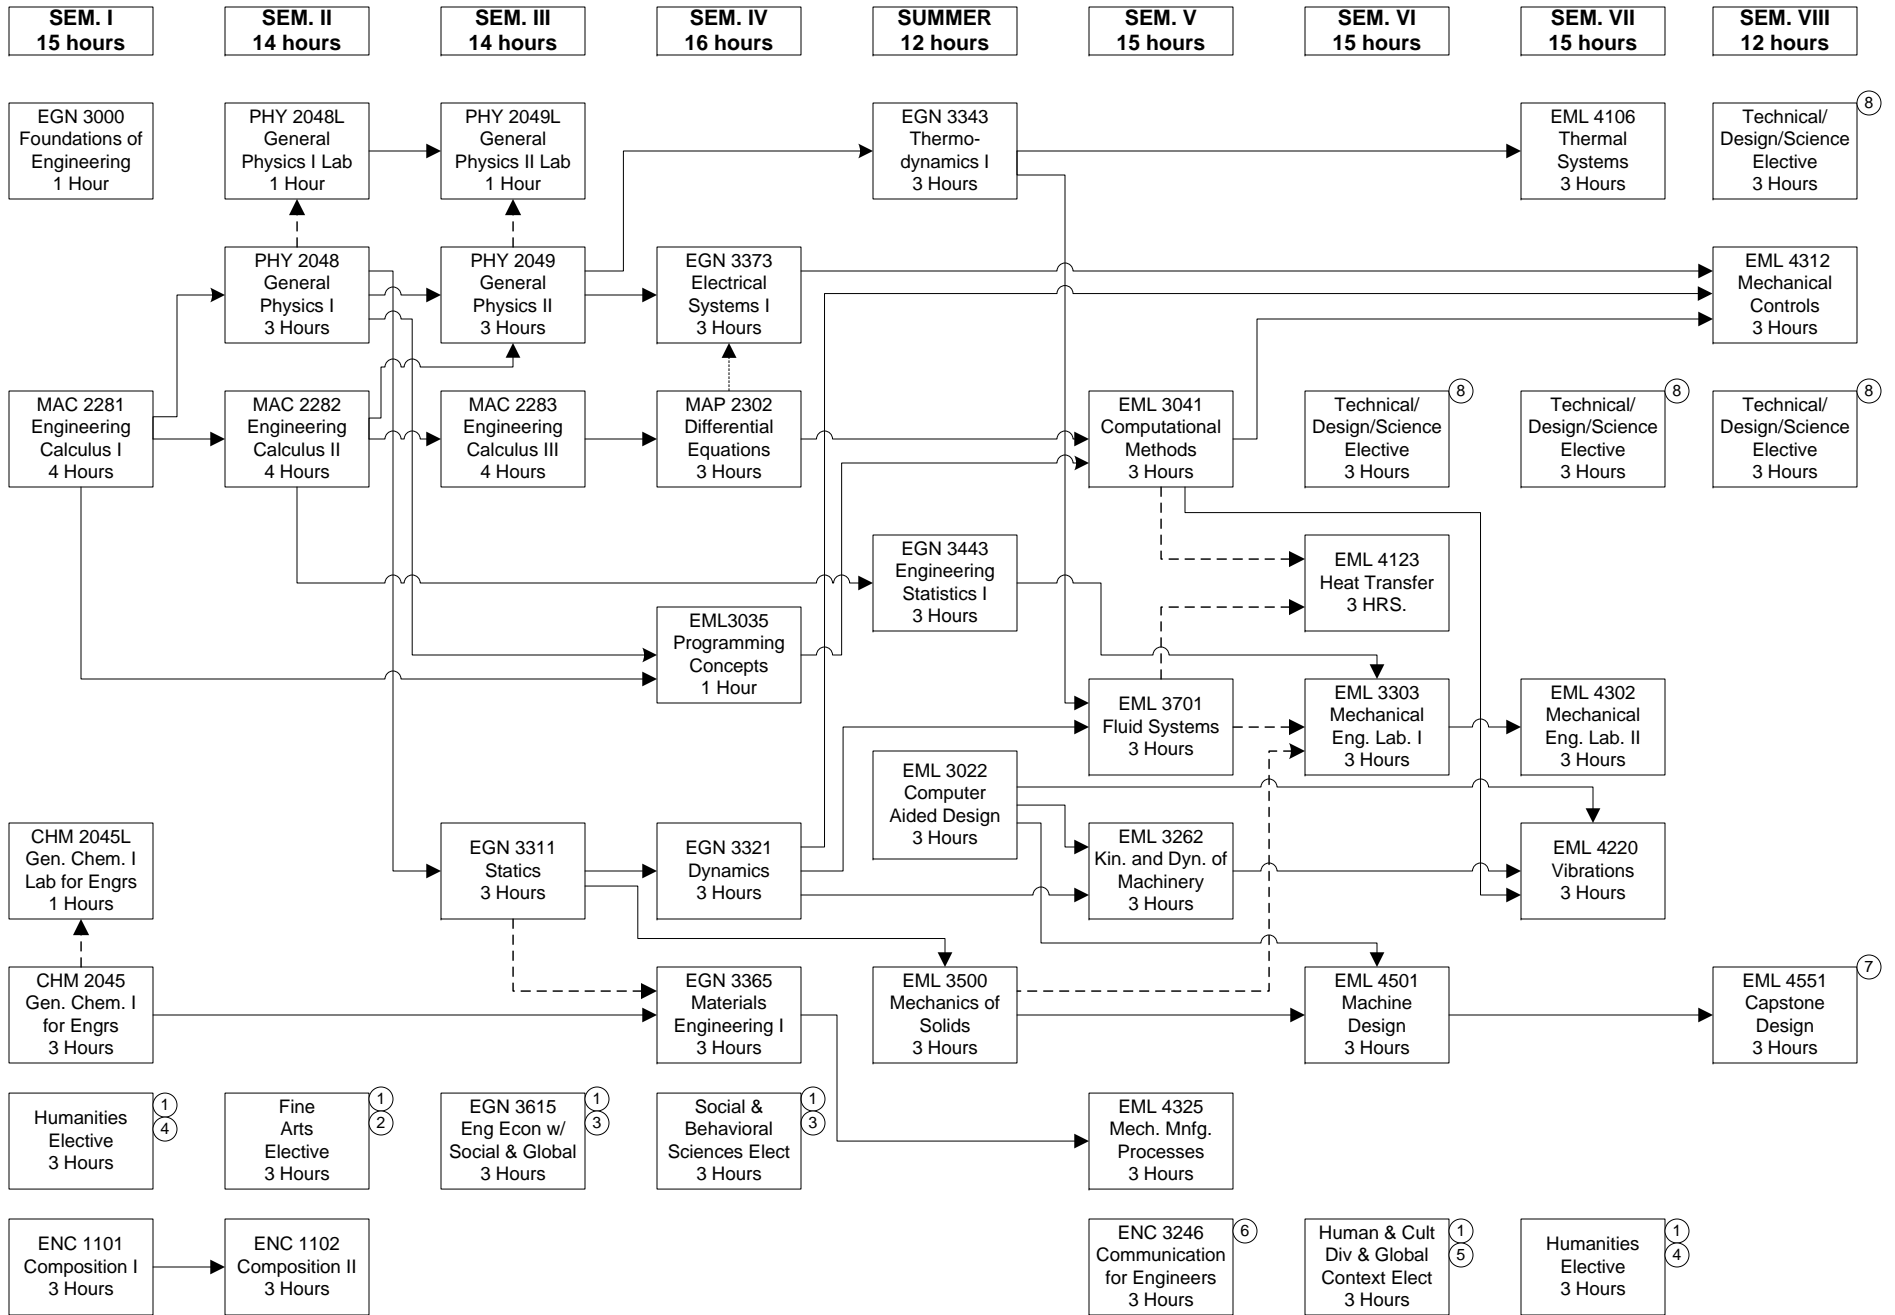 SEM. I
15 hours
SEM. II
14 hours
SEM. III
14 hours
SEM. IV
16 hours
SUMMER
12 hours
SEM. V
15 hours
SEM. VI
15 hours
SEM. VII
15 hours
SEM. VIII
12 hours
EGN 3000
Foundations of
Engineering
1 Hour
PHY 2048L
General
Physics I Lab
1 Hour
PHY 2049L
General
Physics II Lab
1 Hour
EGN 3343
Thermo-
dynamics I
3 Hours
EML 4106
Thermal
Systems
3 Hours
Technical/
Design/Science
Elective
3 Hours
8
PHY 2048
General
Physics I
3 Hours
PHY 2049
General
Physics II
3 Hours
EGN 3373
Electrical
Systems I
3 Hours
EML 4312
Mechanical
Controls
3 Hours
MAC 2281
Engineering
Calculus I
4 Hours
MAC 2282
Engineering
Calculus II
4 Hours
MAC 2283
Engineering
Calculus III
4 Hours
MAP 2302
Differential
Equations
3 Hours
EML 3041
Computational
Methods
3 Hours
Technical/
Design/Science
Elective
3 Hours
8
Technical/
Design/Science
Elective
3 Hours
8
Technical/
Design/Science
Elective
3 Hours
8
EGN 3443
Engineering
Statistics I
3 Hours
EML 4123
Heat Transfer
3 HRS.
EML3035
Programming
Concepts
1 Hour
EML 3701
Fluid Systems
3 Hours
EML 3303
Mechanical
Eng. Lab. I
3 Hours
EML 4302
Mechanical
Eng. Lab. II
3 Hours
EML 3022
Computer
Aided Design
3 Hours
CHM 2045L
Gen. Chem. I
Lab for Engrs
1 Hours
EGN 3311
Statics
3 Hours
EGN 3321
Dynamics
3 Hours
EML 3262
Kin. and Dyn. of
Machinery
3 Hours
EML 4220
Vibrations
3 Hours
CHM 2045
Gen. Chem. I
for Engrs
3 Hours
EGN 3365
Materials
Engineering I
3 Hours
EML 3500
Mechanics of
Solids
3 Hours
EML 4501
Machine
Design
3 Hours
EML 4551
Capstone
Design
3 Hours
7
Humanities
Elective
3 Hours
1
4
Fine
Arts
Elective
3 Hours
1
2
EGN 3615
Eng Econ w/
Social & Global
3 Hours
1
3
Social &
Behavioral
Sciences Elect
3 Hours
1
3
EML 4325
Mech. Mnfg.
Processes
3 Hours
ENC 1101
Composition I
3 Hours
ENC 1102
Composition II
3 Hours
ENC 3246
Communication
for Engineers
3 Hours
6
Human & Cult
Div & Global
Context Elect
3 Hours
1
5
Humanities
Elective
3 Hours
1
4